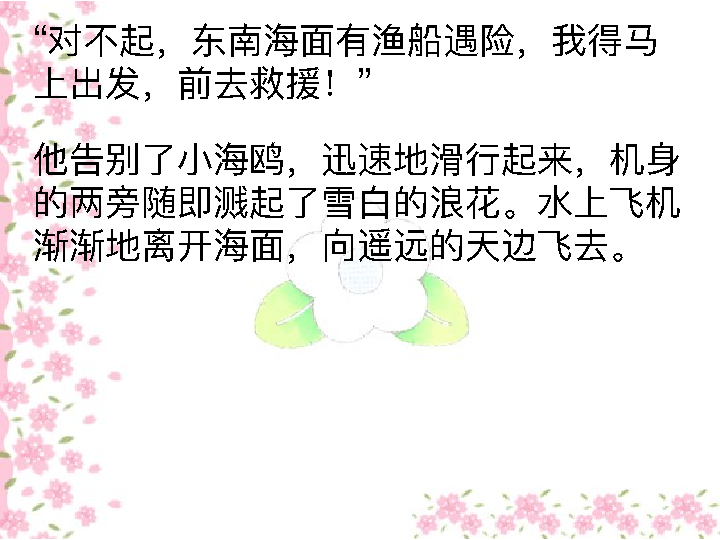 “对不起，东南海面有渔船遇险，我得马
上出发，前去救援！”
他告别了小海鸥，迅速地滑行起来，机身
的两旁随即溅起了雪白的浪花。水上飞机
渐渐地离开海面，向遥远的天边飞去。